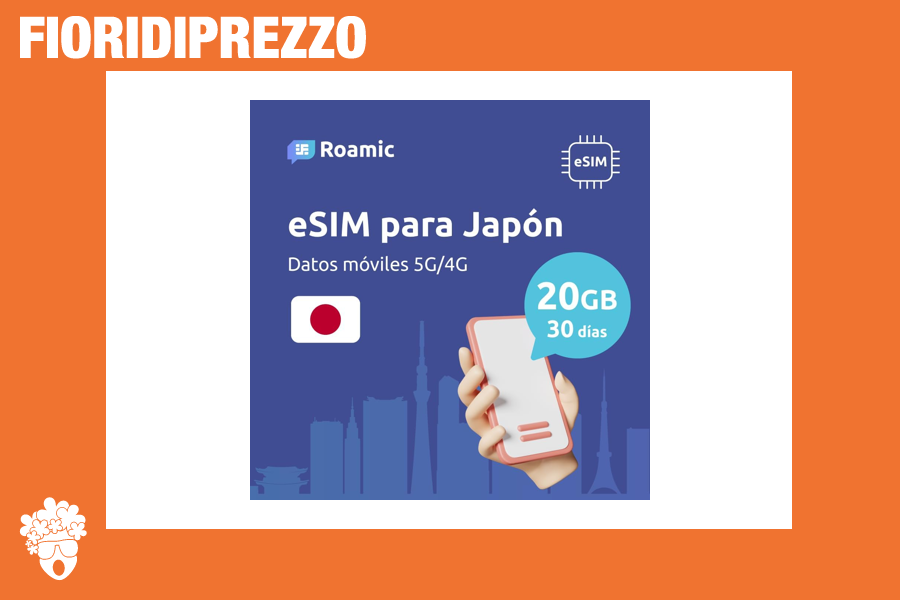 FIORIDIPREZZO
Roamic
eSIM
eSIM para Japón
Datos móviles 5G/4G
20GB
30 días